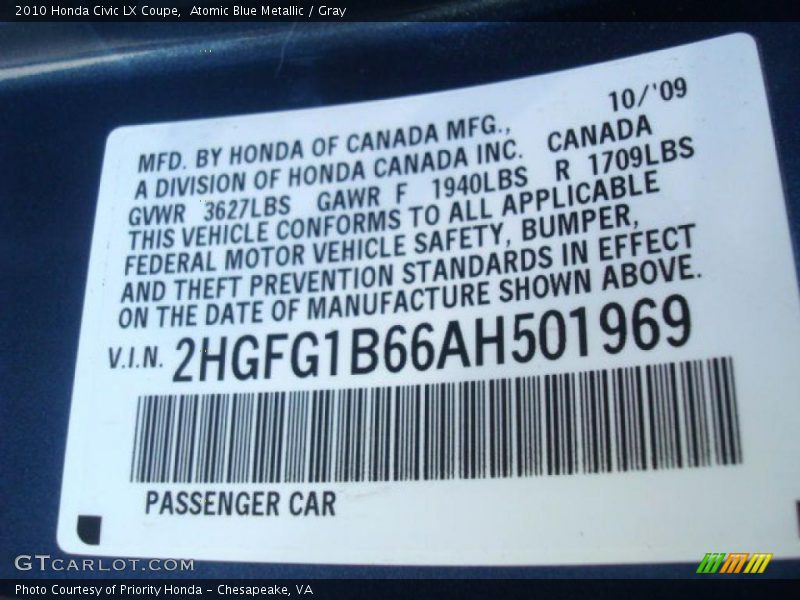 2010 Honda Civic LX Coupe,  Atomic Blue Metallic / Gray
10/'09
MFD. BY HONDA OF CANADA MFG.,
A DIVISION OF HONDA CANADA INC. CANADA
GVWR 3627LBS GAWR F 1940LBS R 1709LBS
THIS VEHICLE CONFORMS TO ALL APPLICABLE
FEDERAL MOTOR VEHICLE SAFETY, BUMPER,
AND THEFT PREVENTION STANDARDS IN EFFECT
ON THE DATE OF MANUFACTURE SHOWN ABOVE.
V.I.N. 2HGFG1B66AH501969
PASSENGER CAR
GTCARLOT.COM
Photo Courtesy of Priority Honda - Chesapeake, VA